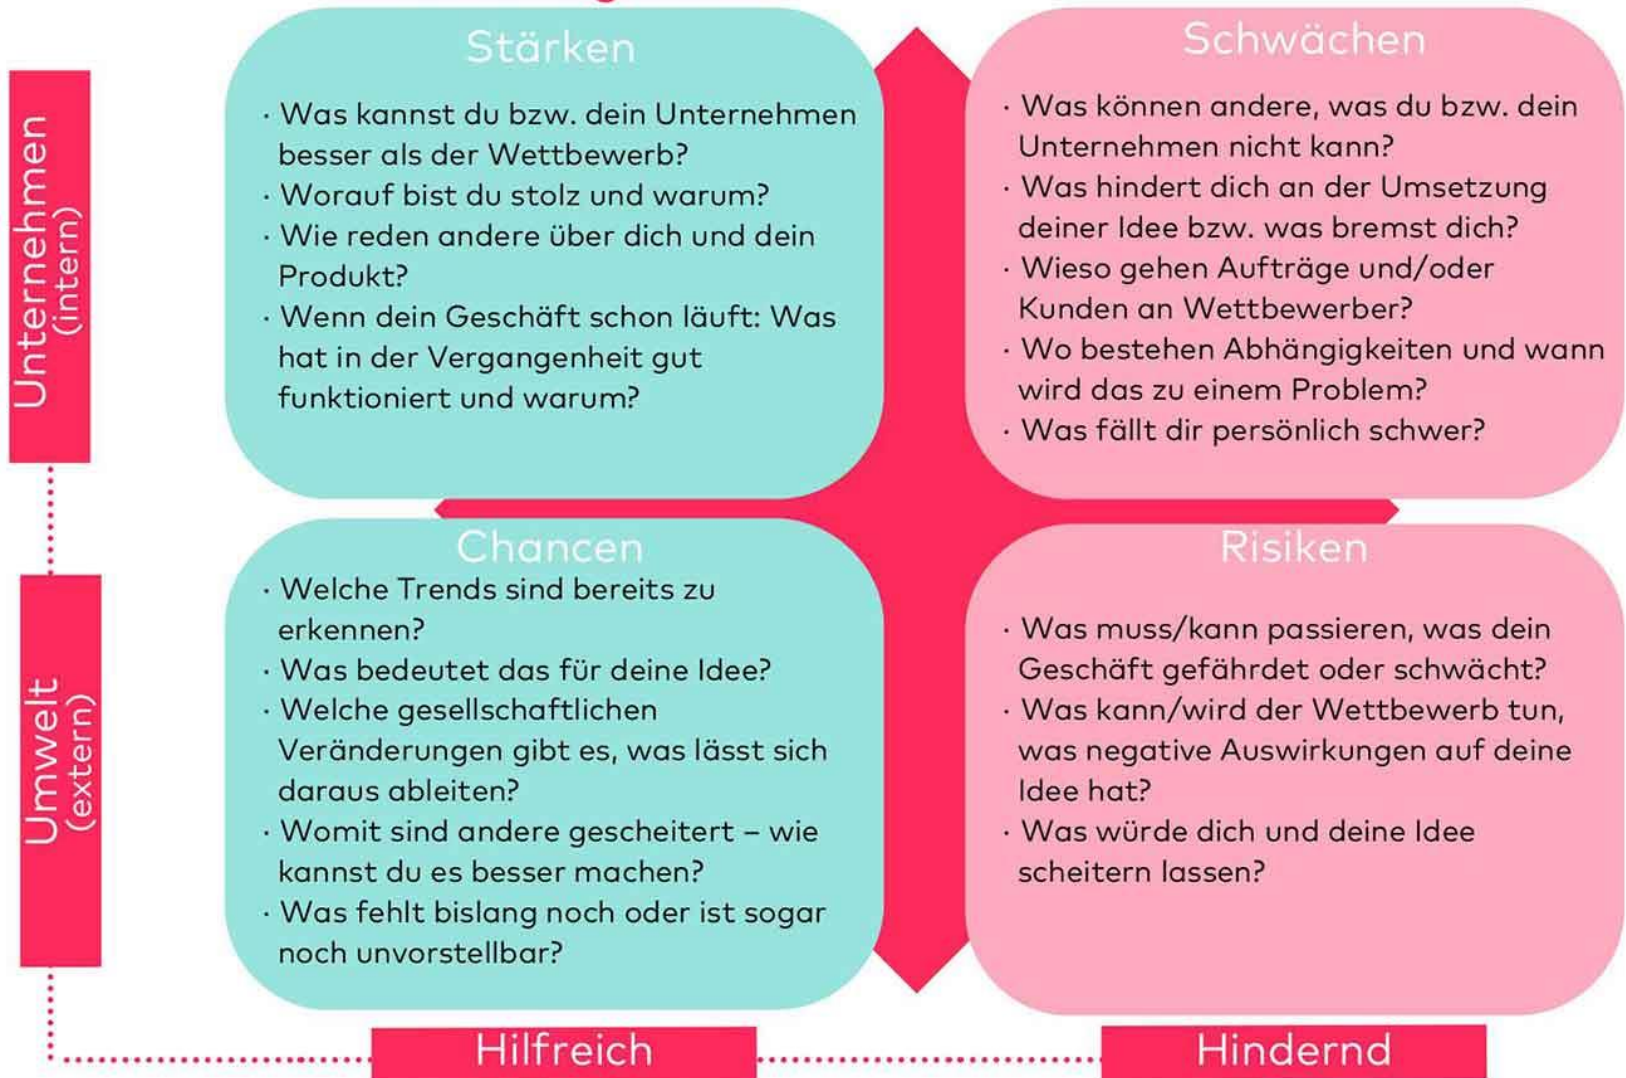 Stärken
· Was kannst du bzw. dein Unternehmen
besser als der Wettbewerb?
· Worauf bist du stolz und warum?
· Wie reden andere über dich und dein
Produkt?
· Wenn dein Geschäft schon läuft: Was
hat in der Vergangenheit gut
funktioniert und warum?
Schwächen
· Was können andere, was du bzw. dein
Unternehmen nicht kann?
· Was hindert dich an der Umsetzung
deiner Idee bzw. was bremst dich?
· Wieso gehen Aufträge und/oder
Kunden an Wettbewerber?
· Wo bestehen Abhängigkeiten und wann
wird das zu einem Problem?
· Was fällt dir persönlich schwer?
Unternehmen
(intern)
Chancen
· Welche Trends sind bereits zu
erkennen?
· Was bedeutet das für deine Idee?
· Welche gesellschaftlichen
Veränderungen gibt es, was lässt sich
daraus ableiten?
· Womit sind andere gescheitert – wie
kannst du es besser machen?
· Was fehlt bislang noch oder ist sogar
noch unvorstellbar?
Risiken
· Was muss/kann passieren, was dein
Geschäft gefährdet oder schwächt?
· Was kann/wird der Wettbewerb tun,
was negative Auswirkungen auf deine
Idee hat?
· Was würde dich und deine Idee
scheitern lassen?
Umwelt
(extern)
Hilfreich
Hindernd